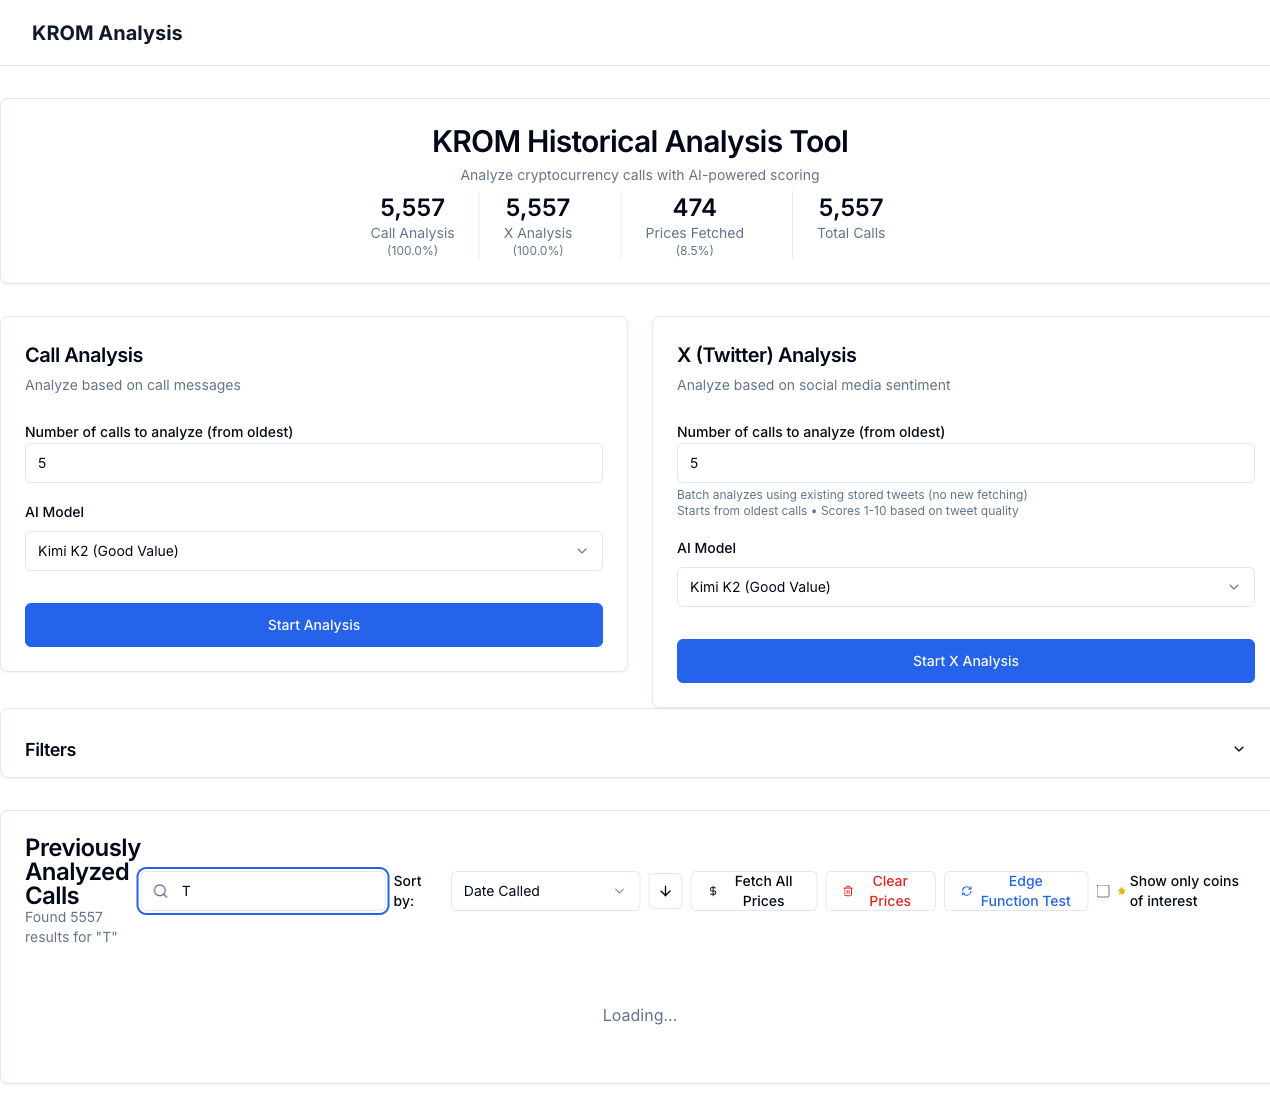 KROM Analysis
KROM Historical Analysis Tool
Analyze cryptocurrency calls with AI-powered scoring
5,557
Call Analysis
(100.0%)
5,557
X Analysis
(100.0%)
474
Prices Fetched
(8.5%)
5,557
Total Calls
Call Analysis
Analyze based on call messages
Number of calls to analyze (from oldest)
5
AI Model
Kimi K2 (Good Value)
Start Analysis
X (Twitter) Analysis
Analyze based on social media sentiment
Number of calls to analyze (from oldest)
5
Batch analyzes using existing stored tweets (no new fetching)
Starts from oldest calls • Scores 1-10 based on tweet quality
AI Model
Kimi K2 (Good Value)
Start X Analysis
Filters
Previously
Analyzed
Calls
Found 5557
results for "T"
T
Sort
by:
Date Called
$ Fetch All
Prices
Clear
Prices
Edge
Function Test
Show only coins
of interest
Loading...